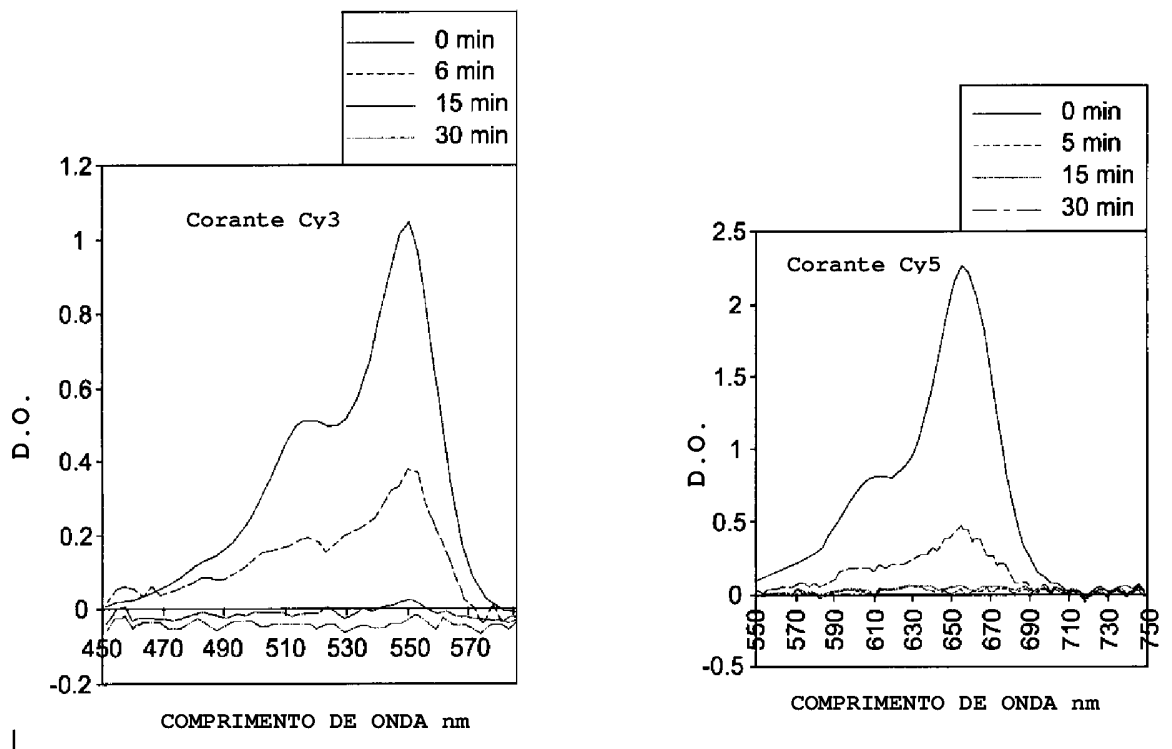 0 min
6 min
15 min
30 min
1.2
1
0.8
0.6
0.4
0.2
0
-0.2
Corante Cy3
D.O.
450 470 490 510 530 550 570
COMPRIMENTO DE ONDA nm
0 min
5 min
15 min
30 min
2.5
2
1.5
1
0.5
0
-0.5
Corante Cy5
D.O.
550 570 590 610 630 650 670 690 710 730 750
COMPRIMENTO DE ONDA nm